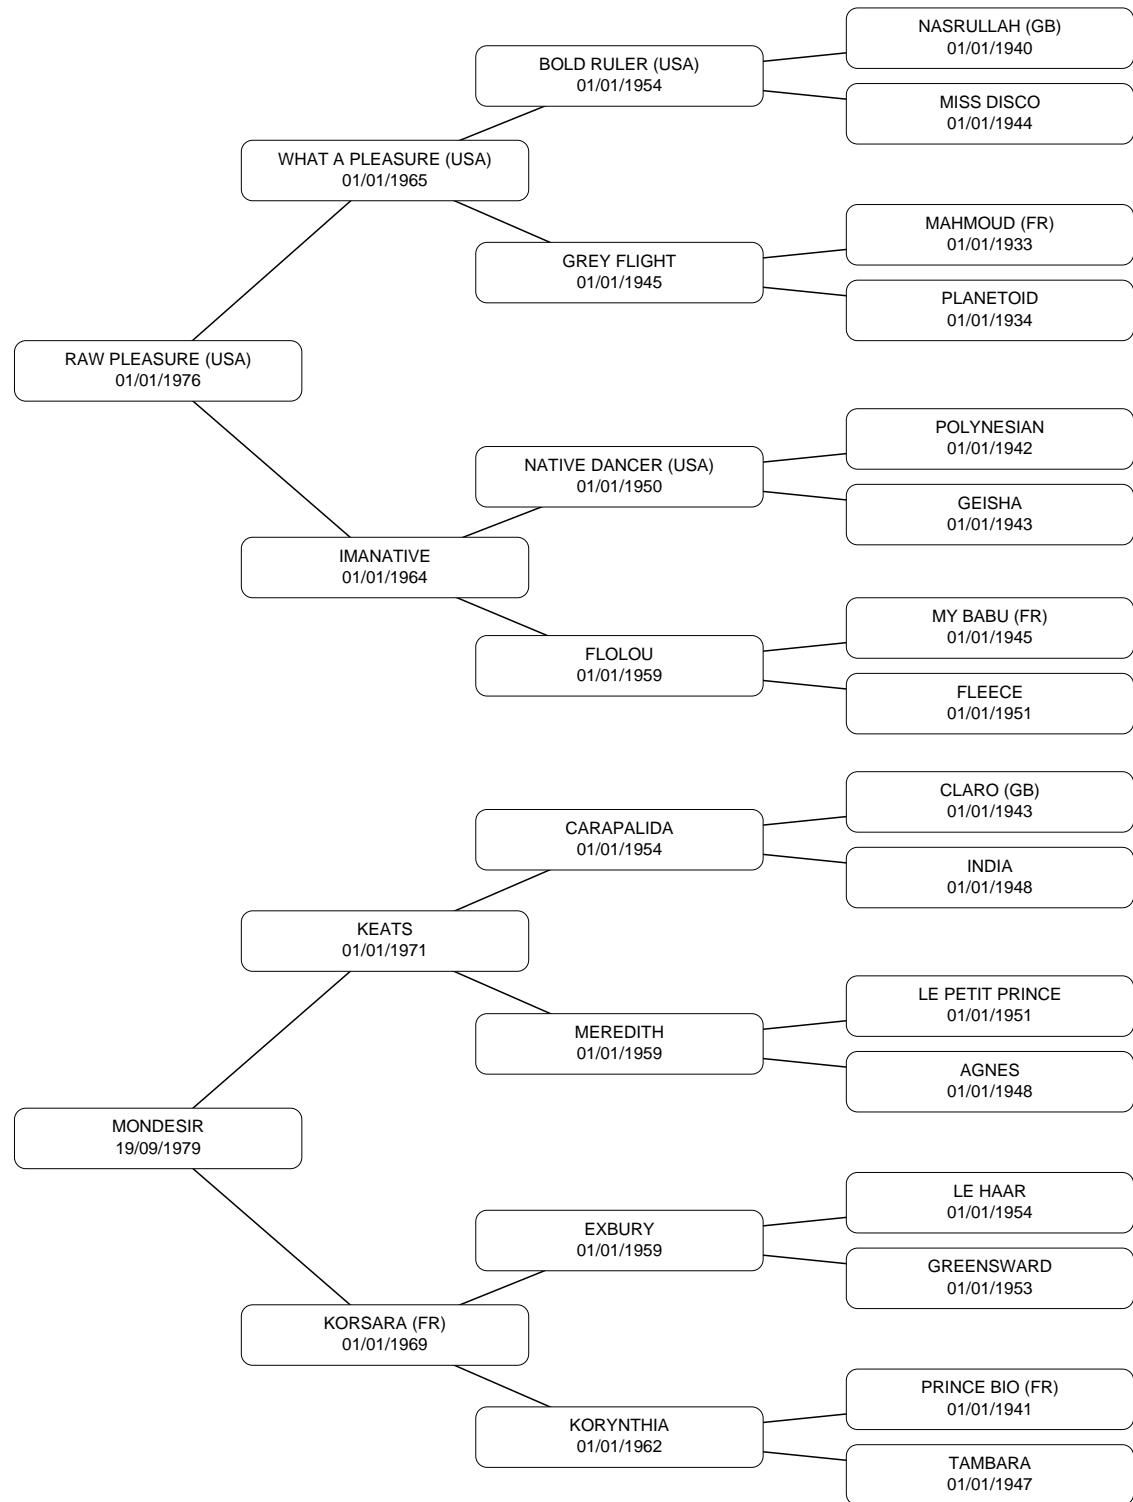 NASRULLAH (GB)
01/01/1940
BOLD RULER (USA)
01/01/1954
MISS DISCO
01/01/1944
WHAT A PLEASURE (USA)
01/01/1965
MAHMOUD (FR)
01/01/1933
GREY FLIGHT
01/01/1945
PLANETOID
01/01/1934
RAW PLEASURE (USA)
01/01/1976
POLYNESIAN
01/01/1942
NATIVE DANCER (USA)
01/01/1950
GEISHA
01/01/1943
IMANATIVE
01/01/1964
MY BABU (FR)
01/01/1945
FLOLOU
01/01/1959
FLEECE
01/01/1951
CLARO (GB)
01/01/1943
CARAPALIDA
01/01/1954
INDIA
01/01/1948
KEATS
01/01/1971
LE PETIT PRINCE
01/01/1951
MEREDITH
01/01/1959
AGNES
01/01/1948
MONDESIR
19/09/1979
LE HAAR
01/01/1954
EXBURY
01/01/1959
GREENSWARD
01/01/1953
KORSARA (FR)
01/01/1969
PRINCE BIO (FR)
01/01/1941
KORYNTHIA
01/01/1962
TAMBARA
01/01/1947